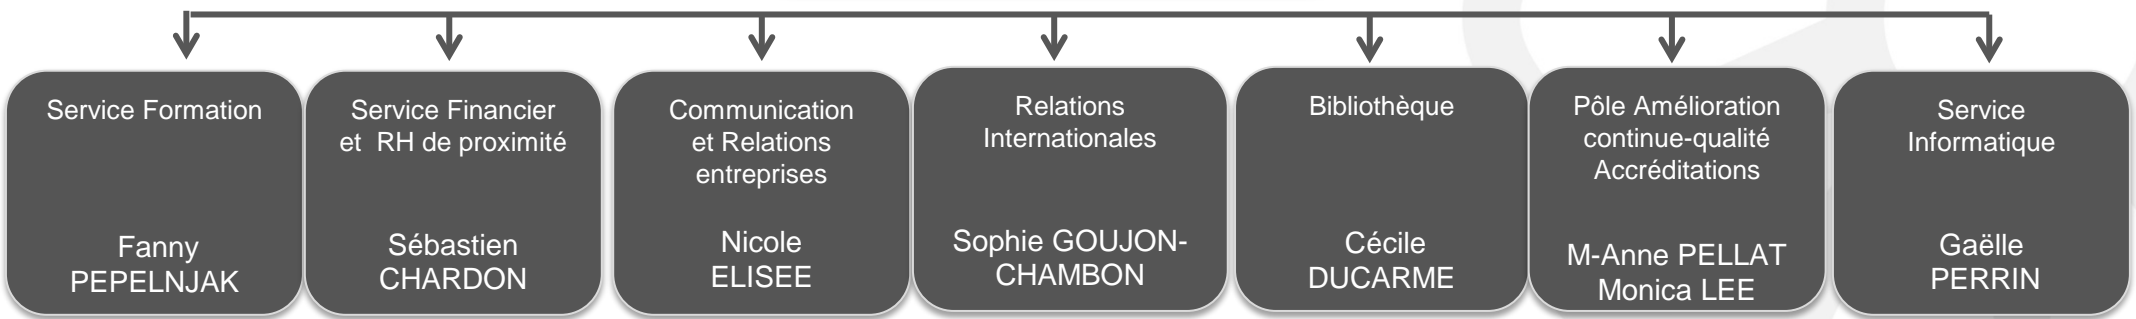 Service Formation
Fanny
PEPELNJAK
Service Financier
et RH de proximité
Sébastien
CHARDON
Communication
et Relations
entreprises
Nicole
ELISEE
Relations
Internationales
Sophie GOUJON-
CHAMBON
Bibliothèque
Cécile
DUCARME
Pôle Amélioration
continue-qualité
Accréditations
M-Anne PELLAT
Monica LEE
Service
Informatique
Gaëlle
PERRIN